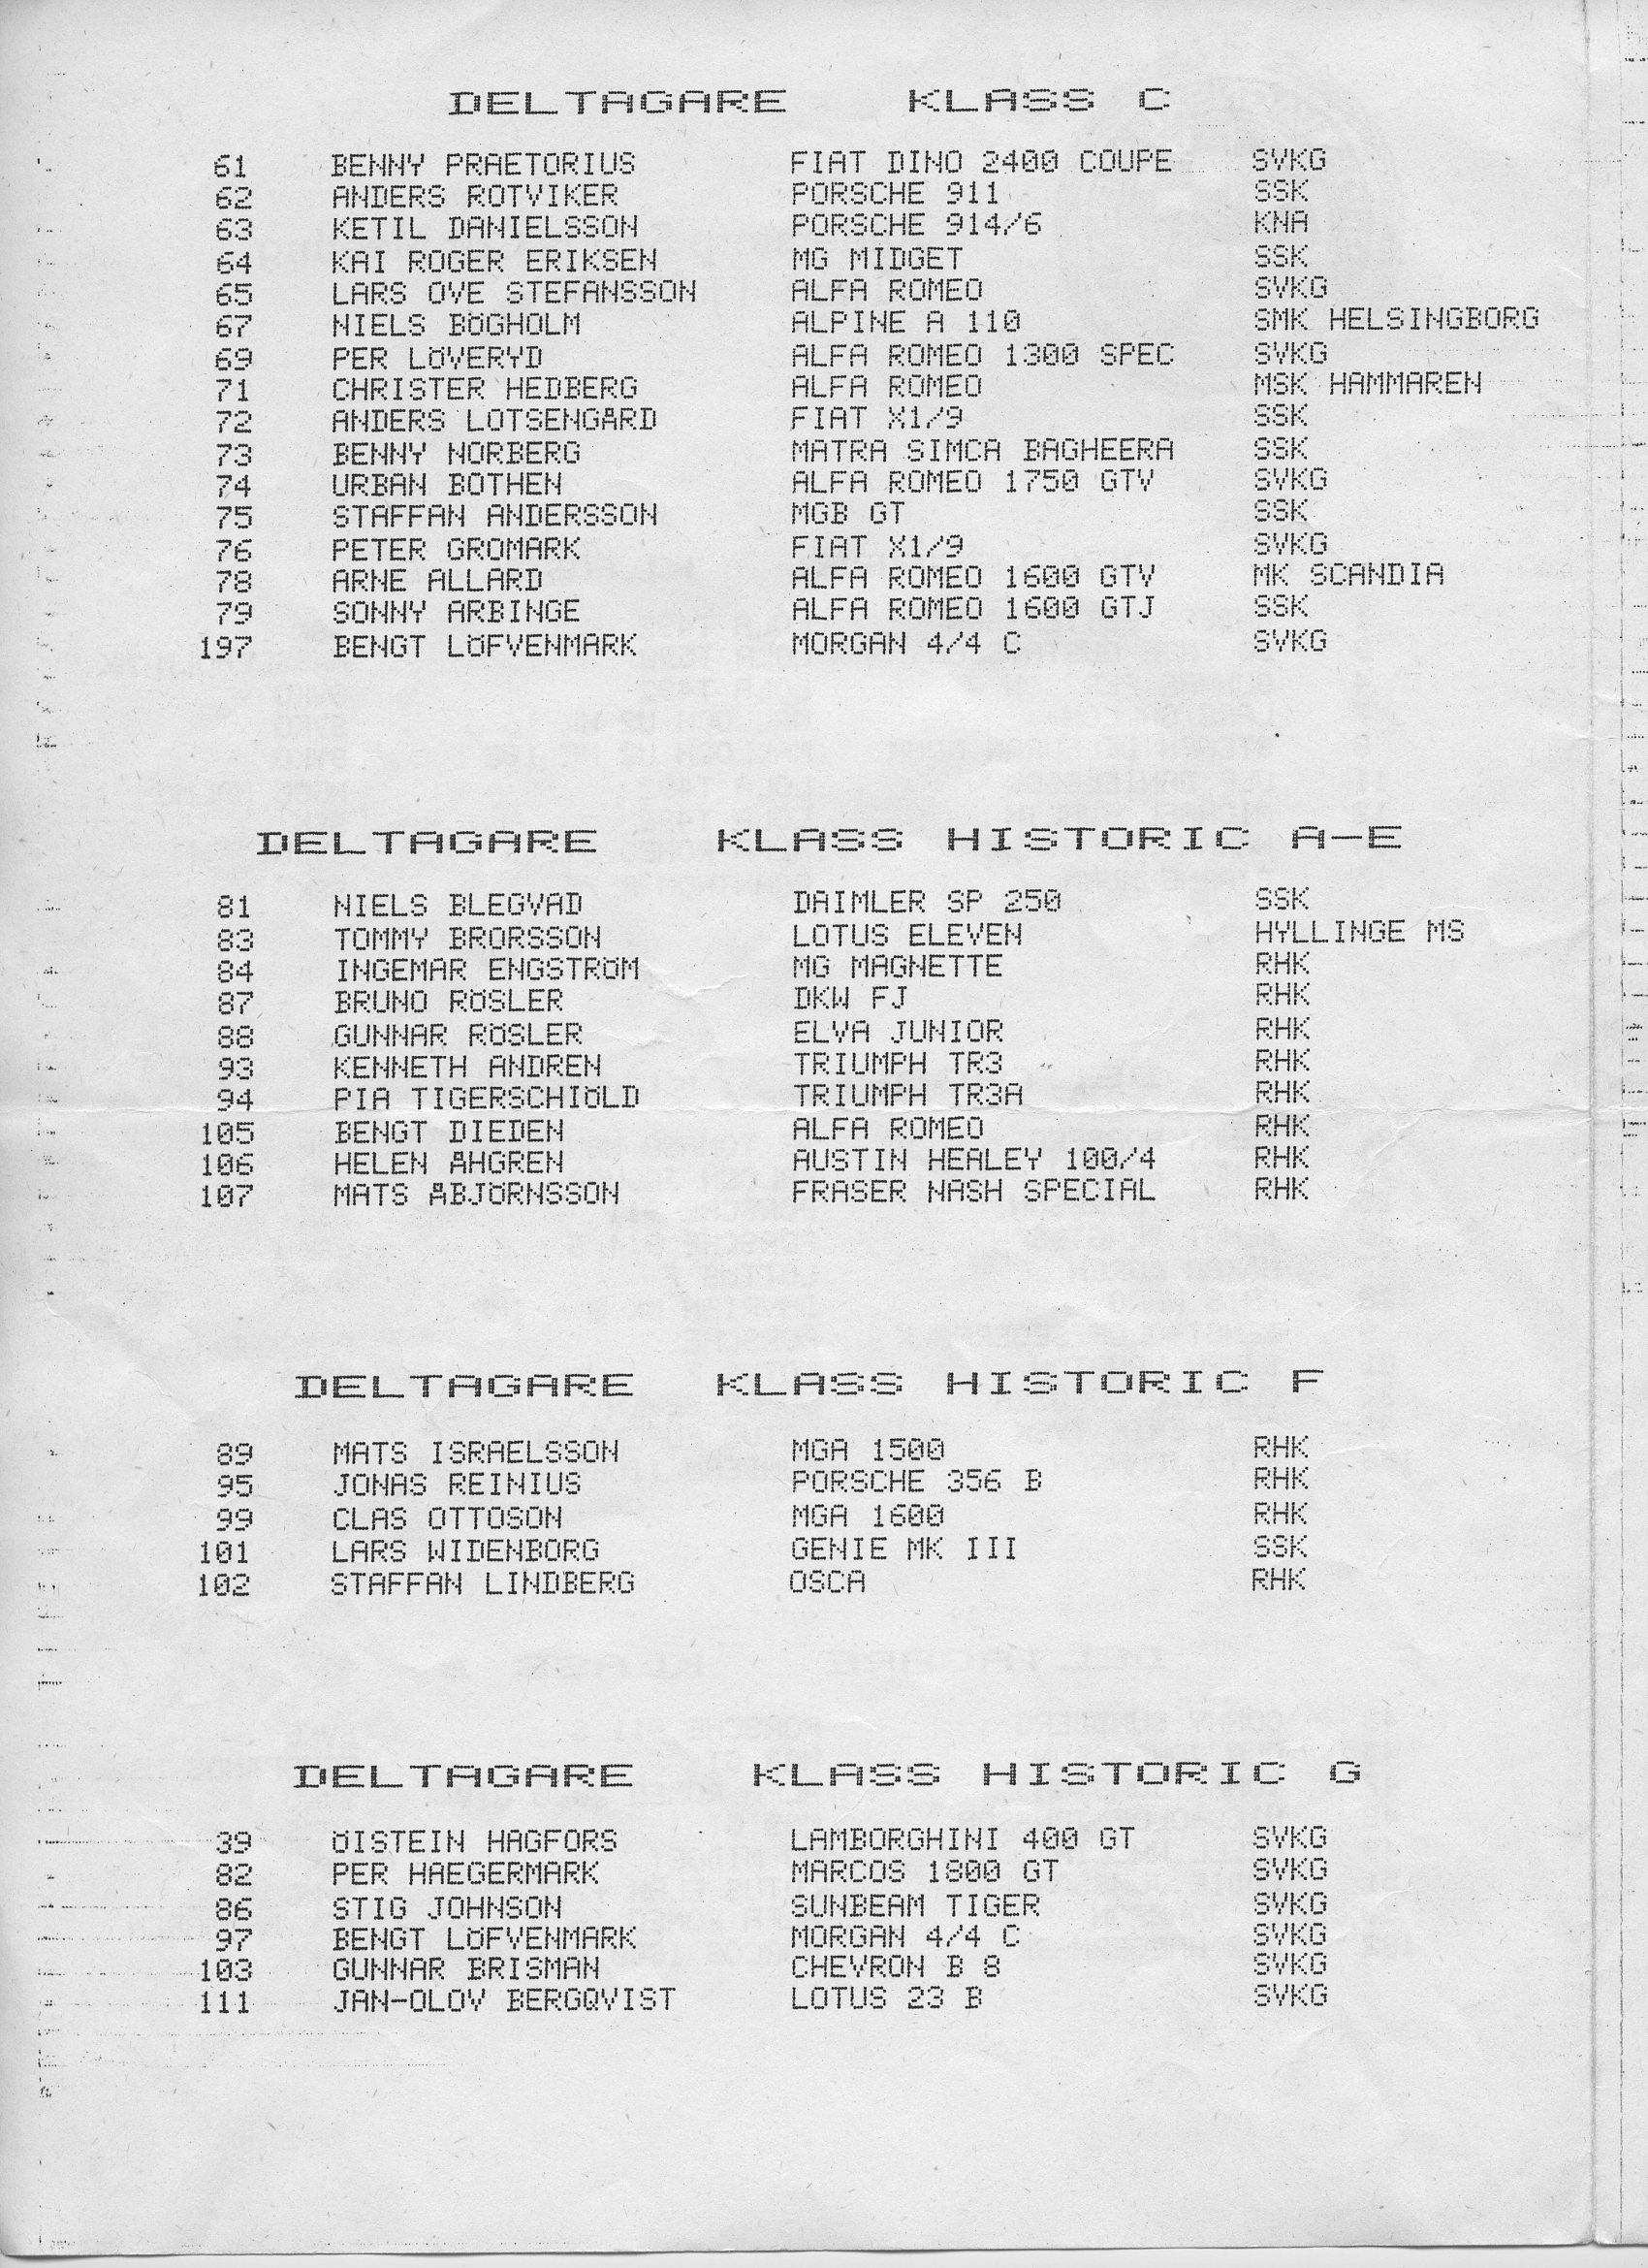 DELTAGARE KLASS C
61 BENNY PRAETORIUS FIAT DINO 2400 COUPE SVKG
62 ANDERS ROTVIKER PORSCHE 911 SSK
63 KETIL DANIELSSON PORSCHE 914/6 KNA
64 KAI ROGER ERIKSEN MG MIDGET SSK
65 LARS OVE STEFANSSON ALFA ROMEO SVKG
67 NIELS BÖGHOLM ALPINE A 110 SMK HELSINGBORG
69 PER LÖVERYD ALFA ROMEO 1300 SPEC SVKG
71 CHRISTER HEDBERG ALFA ROMEO MSK HAMMAREN
72 ANDERS LOTSENGÅRD FIAT X1/9 SSK
73 BENNY NORBERG MATRA SIMCA BAGHEERA SSK
74 URBAN BOTHEN ALFA ROMEO 1750 GTV SVKG
75 STAFFAN ANDERSSON MGB GT SSK
76 PETER GROMARK FIAT X1/9 SVKG
78 ARNE ALLARD ALFA ROMEO 1600 GTV MK SCANDIA
79 SONNY ARBINGE ALFA ROMEO 1600 GTJ SSK
197 BENGT LÖFVENMARK MORGAN 4/4 C SVKG
DELTAGARE KLASS HISTORIC A-E
81 NIELS BLEGVAD DAIMLER SP 250 SSK
83 TOMMY BRORSSON LOTUS ELEVEN HYLLINGE MS
84 INGEMAR ENGSTRÖM MG MAGNETTE RHK
87 BRUNO RÖSLER DKW FJ RHK
88 GUNNAR RÖSLER ELVA JUNIOR RHK
93 KENNETH ANDREN TRIUMPH TR3 RHK
94 PIA TIGERSCHIÖLD TRIUMPH TR3A RHK
105 BENGT DIEDEN ALFA ROMEO RHK
106 HELEN ÅHGREN AUSTIN HEALEY 100/4 RHK
107 MATS ÅBJÖRNSSON FRASER NASH SPECIAL RHK
DELTAGARE KLASS HISTORIC F
89 MATS ISRAELSSON MGA 1500 RHK
95 JONAS REINIUS PORSCHE 356 B RHK
99 CLAS OTTOSON MGA 1600 RHK
101 LARS WIDENBORG GENIE MK III SSK
102 STAFFAN LINDBERG OSCA RHK
DELTAGARE KLASS HISTORIC G
39 ÖISTEIN HAGFORS LAMBORGHINI 400 GT SVKG
82 PER HAEGERMARK MARCOS 1800 GT SVKG
86 STIG JOHNSON SUNBEAM TIGER SVKG
97 BENGT LÖFVENMARK MORGAN 4/4 C SVKG
103 GUNNAR BRISMAN CHEVRON B 8 SVKG
111 JAN-OLOV BERGQVIST LOTUS 23 B SVKG